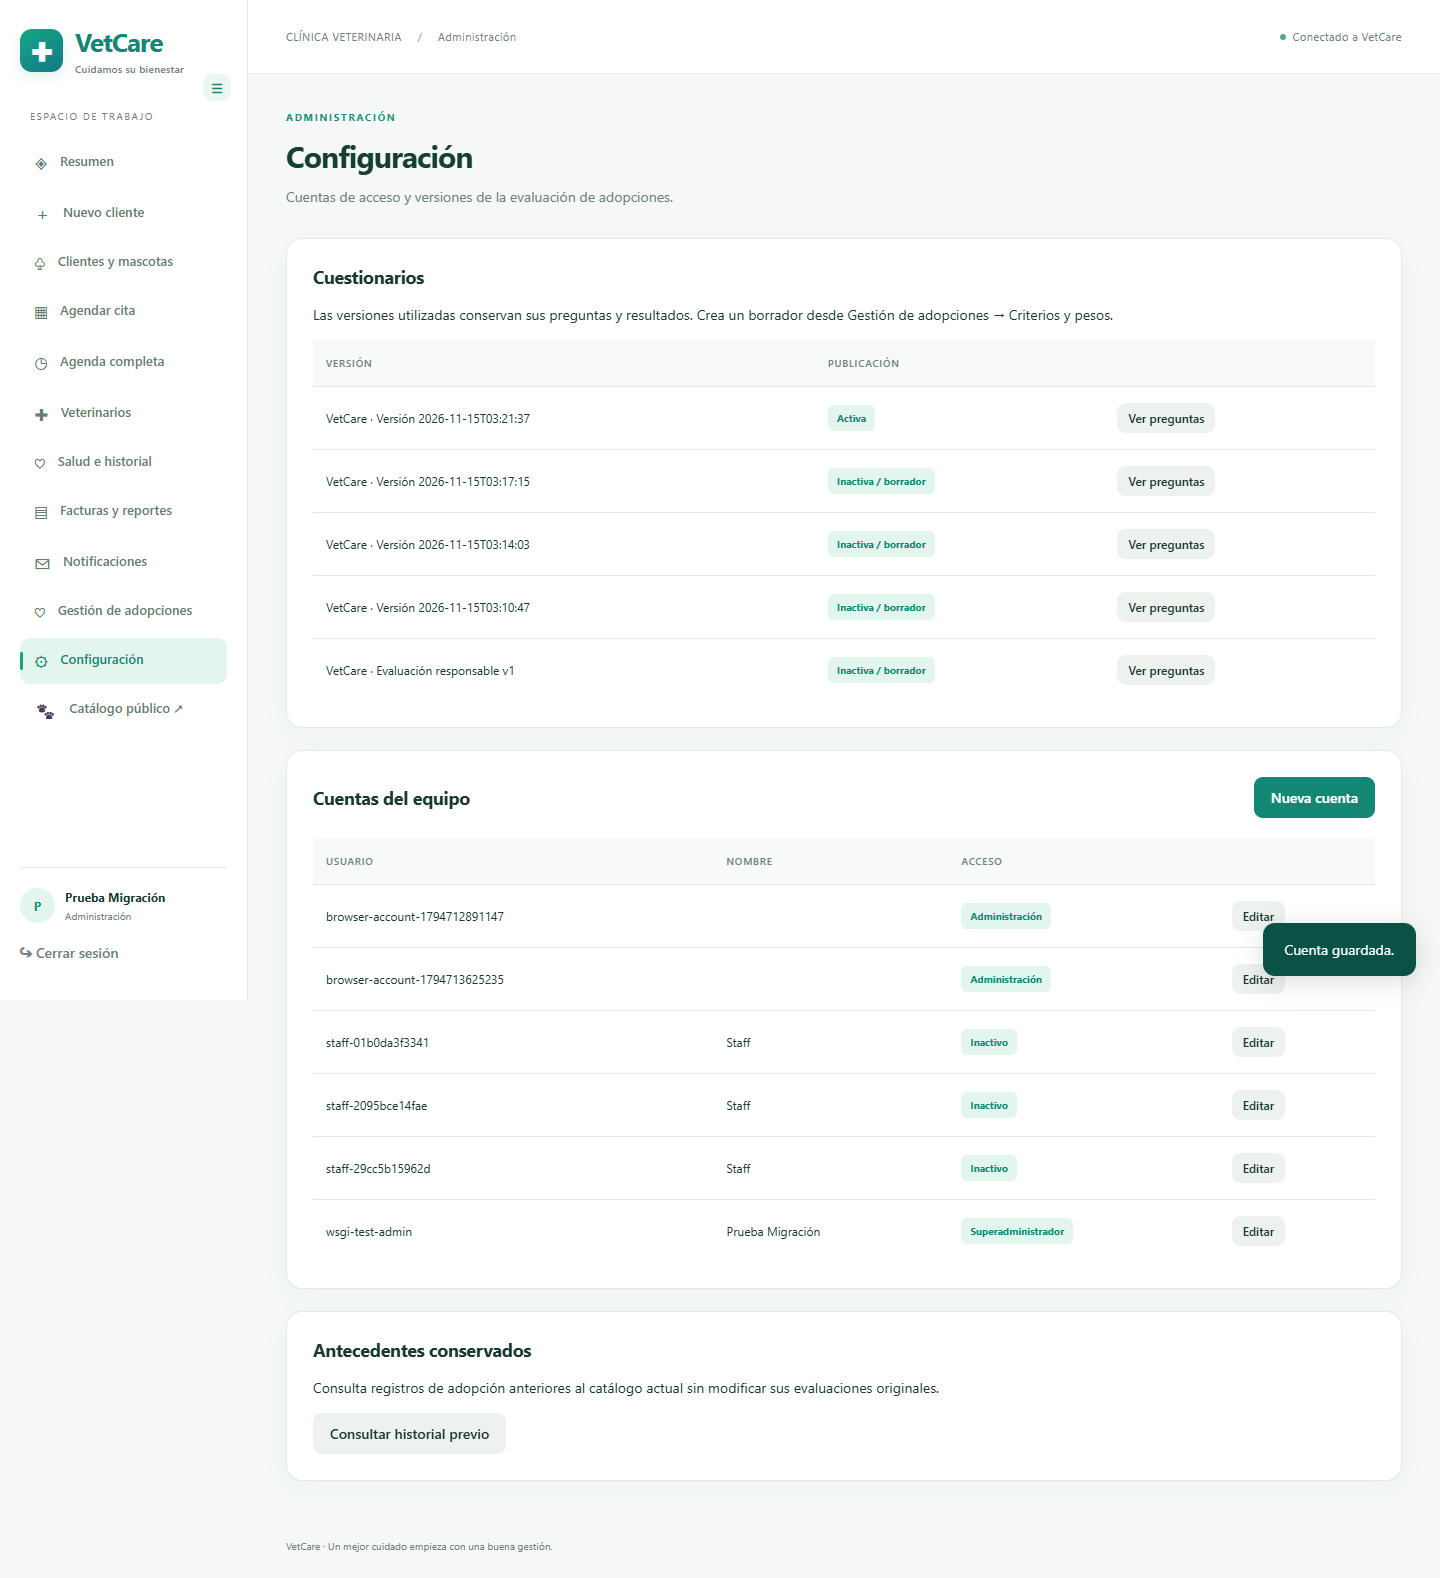 VetCare
Cuidamos su bienestar
ESPACIO DE TRABAJO
Resumen
Nuevo cliente
Clientes y mascotas
Agendar cita
Agenda completa
Veterinarios
Salud e historial
Facturas y reportes
Notificaciones
Gestión de adopciones
Configuración
Catálogo público ↗
P
Prueba Migración
Administración
↪ Cerrar sesión
CLÍNICA VETERINARIA / Administración
Conectado a VetCare
ADMINISTRACIÓN
Configuración
Cuentas de acceso y versiones de la evaluación de adopciones.
Cuestionarios
Las versiones utilizadas conservan sus preguntas y resultados. Crea un borrador desde Gestión de adopciones → Criterios y pesos.
VERSIÓN PUBLICACIÓN
VetCare · Versión 2026-11-15T03:21:37 Activa Ver preguntas
VetCare · Versión 2026-11-15T03:17:15 Inactiva / borrador Ver preguntas
VetCare · Versión 2026-11-15T03:14:03 Inactiva / borrador Ver preguntas
VetCare · Versión 2026-11-15T03:10:47 Inactiva / borrador Ver preguntas
VetCare · Evaluación responsable v1 Inactiva / borrador Ver preguntas
Cuentas del equipo
Nueva cuenta
USUARIO NOMBRE ACCESO
browser-account-1794712891147 Administración Editar
Cuenta guardada.
browser-account-1794713625235 Administración Editar
staff-01b0da3f3341 Staff Inactivo Editar
staff-2095bce14fae Staff Inactivo Editar
staff-29cc5b15962d Staff Inactivo Editar
wsgi-test-admin Prueba Migración Superadministrador Editar
Antecedentes conservados
Consulta registros de adopción anteriores al catálogo actual sin modificar sus evaluaciones originales.
Consultar historial previo
VetCare · Un mejor cuidado empieza con una buena gestión.